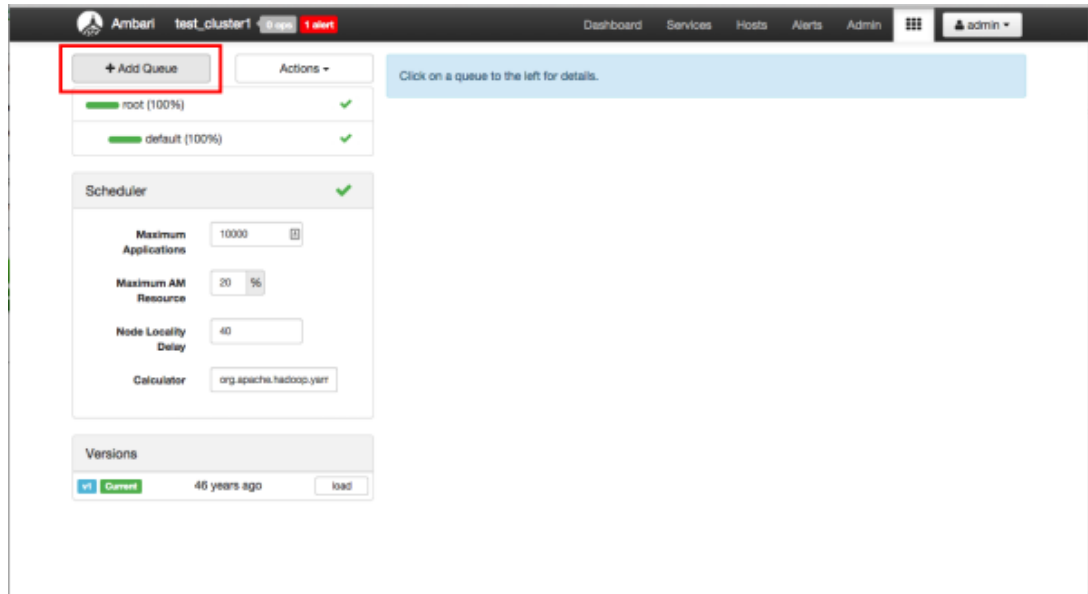 Ambari test_cluster1 0 ops 1 alert Dashboard Services Hosts Alerts Admin admin
+ Add Queue Actions
Click on a queue to the left for details.
root (100%)
default (100%)
Scheduler
Maximum Applications 10000
Maximum AM Resource 20 %
Node Locality Delay 40
Calculator org.apache.hadoop.yarr
Versions
v1 Current 46 years ago load